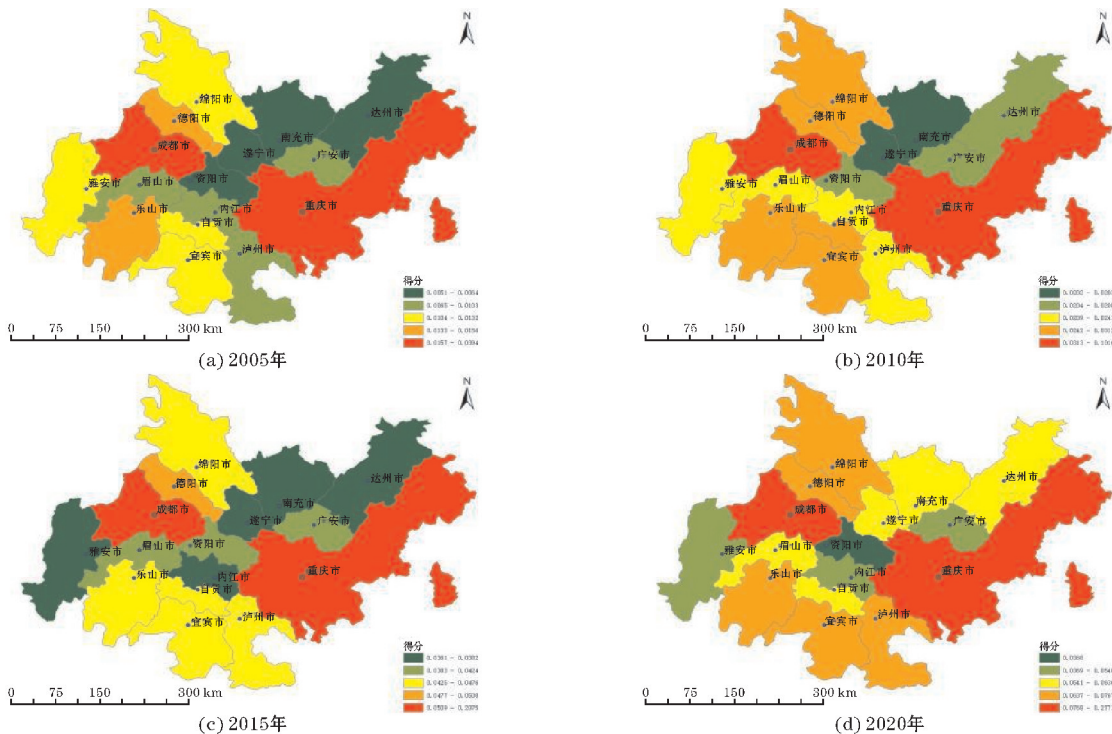 N
绵阳市
德阳市
成都市
达州市
南充市
遂宁市
广安市
雅安市
眉山市
资阳市
乐山市
内江市
自贡市
重庆市
宜宾市
泸州市
得分
0 75 150 300 km
(a) 2005年
N
绵阳市
德阳市
成都市
达州市
南充市
遂宁市
广安市
雅安市
眉山市
资阳市
乐山市
内江市
自贡市
重庆市
宜宾市
泸州市
得分
0 75 150 300 km
(b) 2010年
N
绵阳市
德阳市
成都市
达州市
南充市
遂宁市
广安市
雅安市
眉山市
资阳市
乐山市
内江市
自贡市
重庆市
宜宾市
泸州市
得分
0 75 150 300 km
(c) 2015年
N
绵阳市
德阳市
成都市
达州市
南充市
遂宁市
广安市
雅安市
眉山市
资阳市
乐山市
内江市
自贡市
重庆市
宜宾市
泸州市
得分
0 75 150 300 km
(d) 2020年